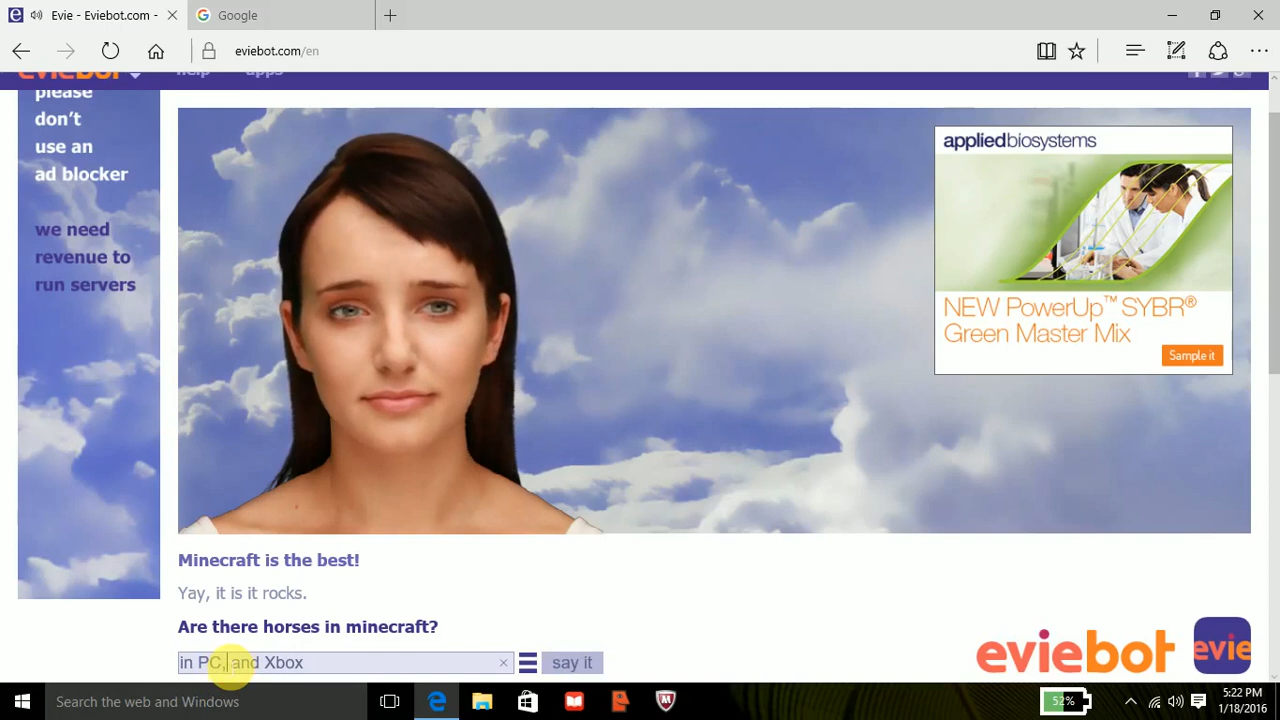 Evie - Eviebot.com -
Google
eviebot.com/en
eviebot help apps
please
don't
use an
ad blocker
we need
revenue to
run servers
appliedbiosystems
NEW PowerUp™ SYBR®
Green Master Mix
Sample it
Minecraft is the best!
Yay, it is it rocks.
Are there horses in minecraft?
in PC, and Xbox
say it
eviebot
evie
Search the web and Windows
52%
5:22 PM
1/18/2016